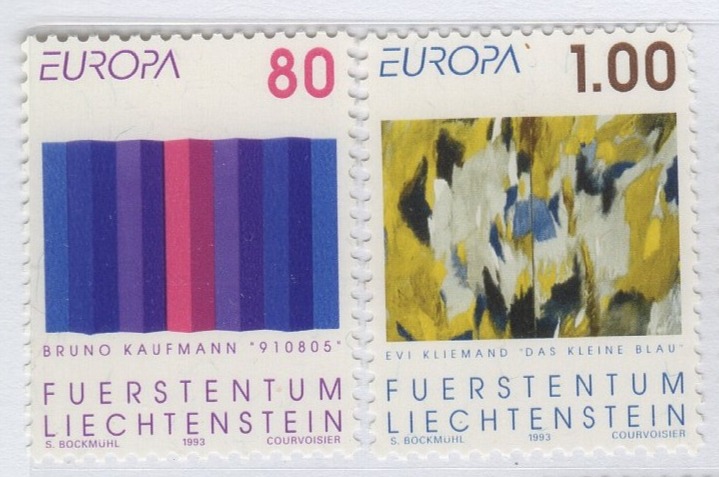 EUROPA 80
BRUNO KAUFMANN "910805"
FUERSTENTUM
LIECHTENSTEIN
S. BOCKMÜHL 1993 COURVOISIER
EUROPA 1.00
EVI KLIEMAND "DAS KLEINE BLAU"
FUERSTENTUM
LIECHTENSTEIN
S. BOCKMÜHL 1993 COURVOISIER